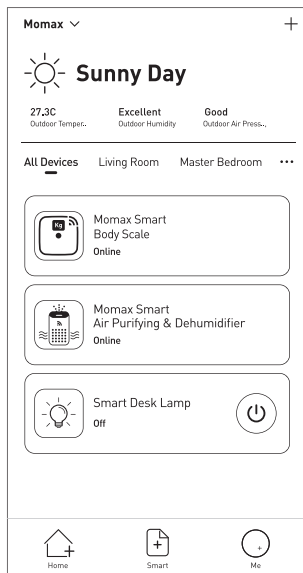 Momax
Sunny Day
27.3C Excellent Good
Outdoor Temper.. Outdoor Humidity Outdoor Air Press..
All Devices Living Room Master Bedroom
Kg
Momax Smart
Body Scale
Online
Momax Smart
Air Purifying & Dehumidifier
Online
Smart Desk Lamp
Off
Home Smart Me